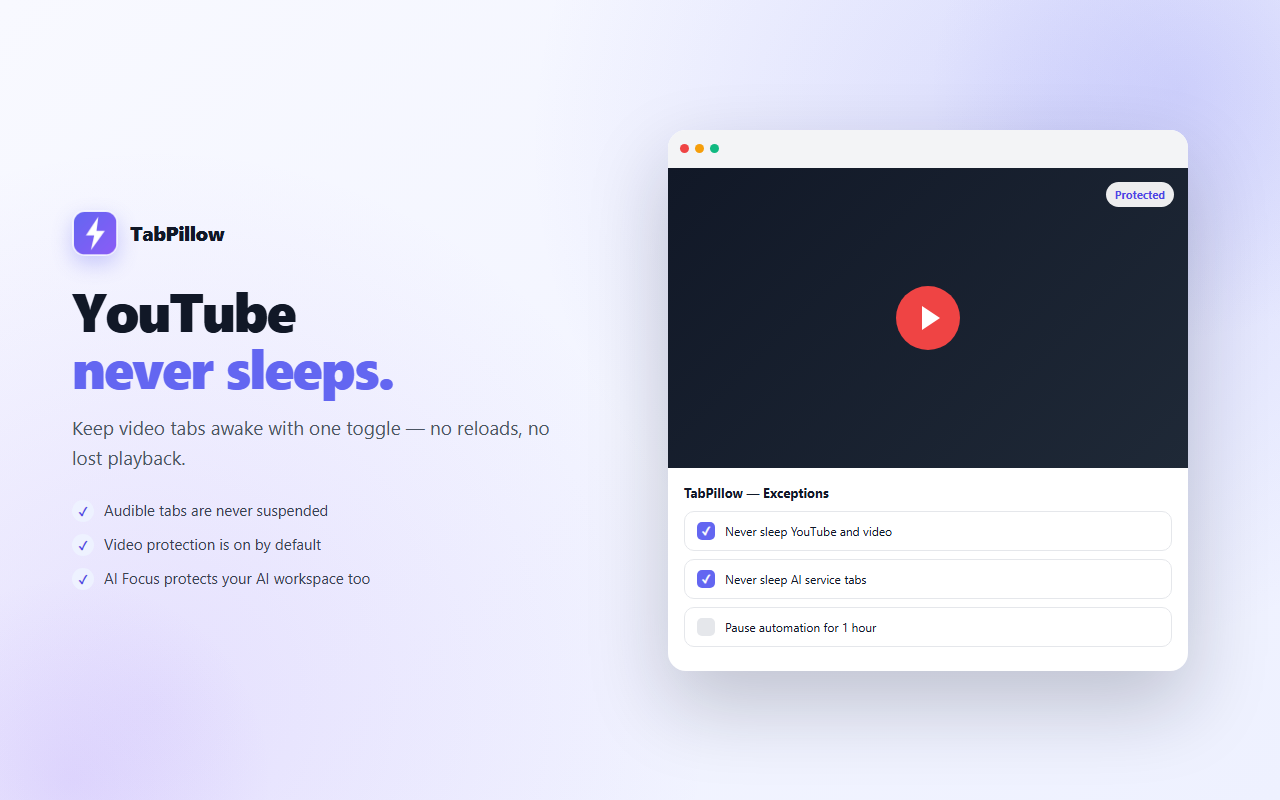 TabPillow
YouTube
never sleeps.
Keep video tabs awake with one toggle — no reloads, no
lost playback.
✓ Audible tabs are never suspended
✓ Video protection is on by default
✓ AI Focus protects your AI workspace too
Protected
TabPillow — Exceptions
Never sleep YouTube and video
Never sleep AI service tabs
Pause automation for 1 hour